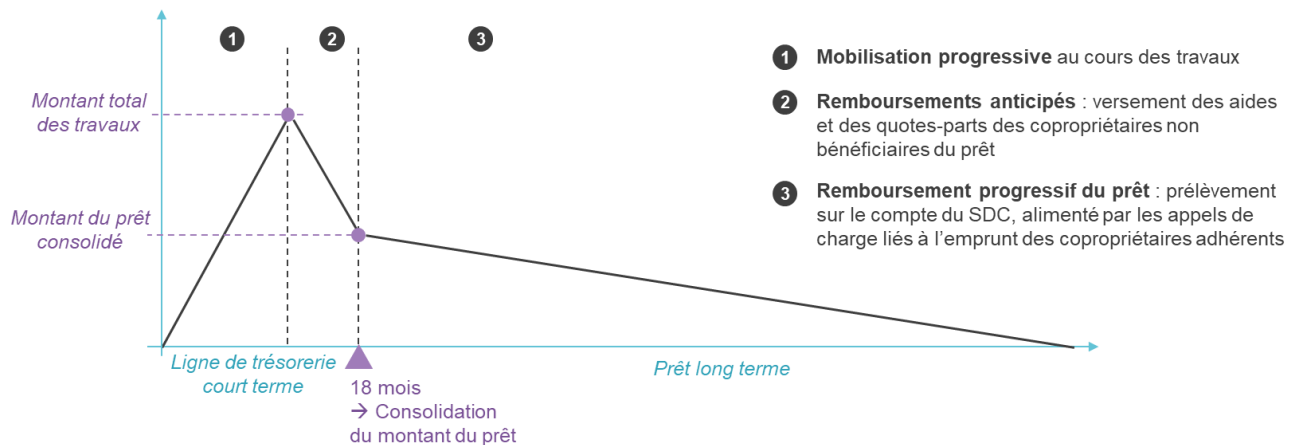 1
2
3
Montant total
des travaux
Montant du prêt
consolidé
Ligne de trésorerie
court terme
18 mois
→ Consolidation
du montant du prêt
Prêt long terme
1 Mobilisation progressive au cours des travaux
2 Remboursements anticipés : versement des aides
et des quotes-parts des copropriétaires non
bénéficiaires du prêt
3 Remboursement progressif du prêt : prélèvement
sur le compte du SDC, alimenté par les appels de
charge liés à l’emprunt des copropriétaires adhérents